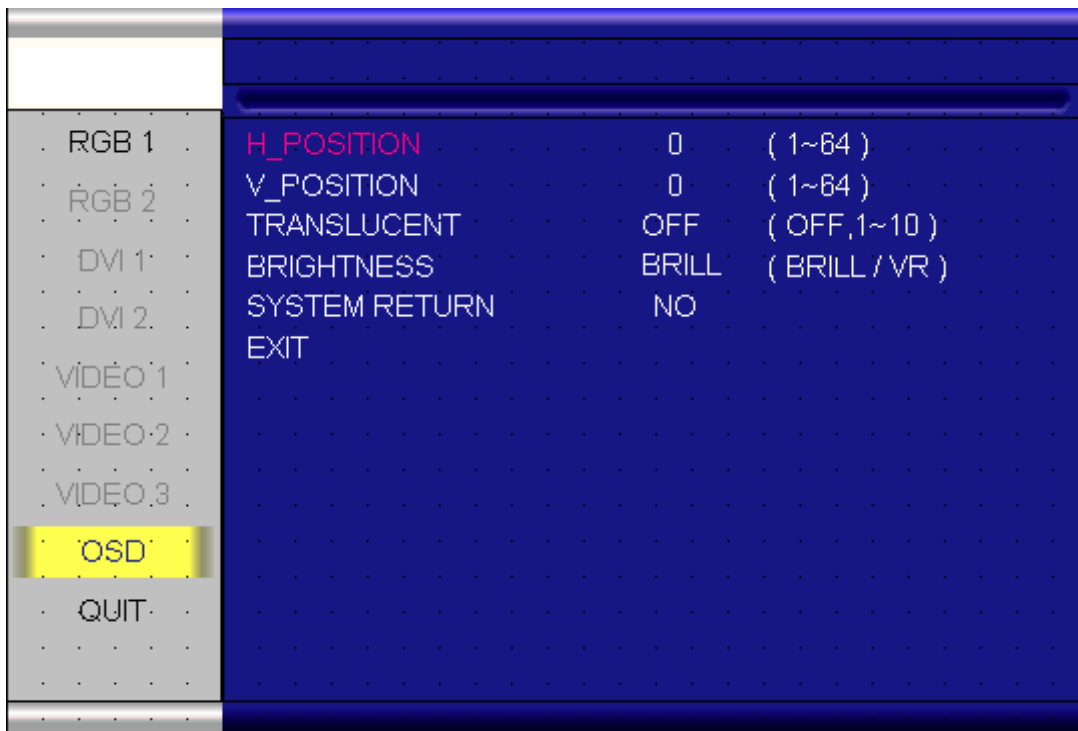 RGB 1
RGB 2
DVI 1
DVI 2
VIDEO 1
VIDEO 2
VIDEO 3
OSD
QUIT
H_POSITION 0 ( 1~64 )
V_POSITION 0 ( 1~64 )
TRANSLUCENT OFF ( OFF,1~10 )
BRIGHTNESS BRILL ( BRILL / VR )
SYSTEM RETURN NO
EXIT